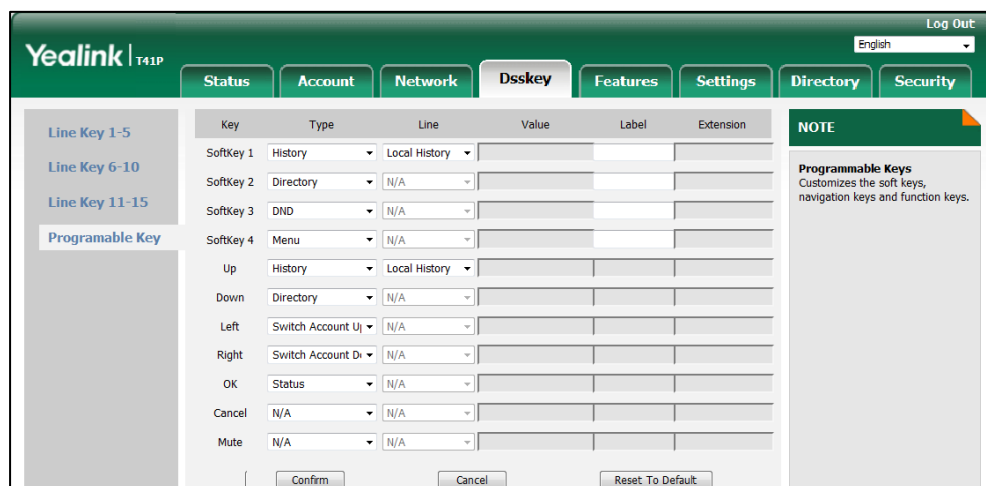 Log Out
Yealink T41P
English
Status Account Network Dsskey Features Settings Directory Security
Line Key 1-5
Line Key 6-10
Line Key 11-15
Programable Key
Key Type Line Value Label Extension
SoftKey 1 History Local History
SoftKey 2 Directory N/A
SoftKey 3 DND N/A
SoftKey 4 Menu N/A
Up History Local History
Down Directory N/A
Left Switch Account U N/A
Right Switch Account D N/A
OK Status N/A
Cancel N/A N/A
Mute N/A N/A
Confirm Cancel Reset To Default
NOTE
Programmable Keys
Customizes the soft keys,
navigation keys and function keys.